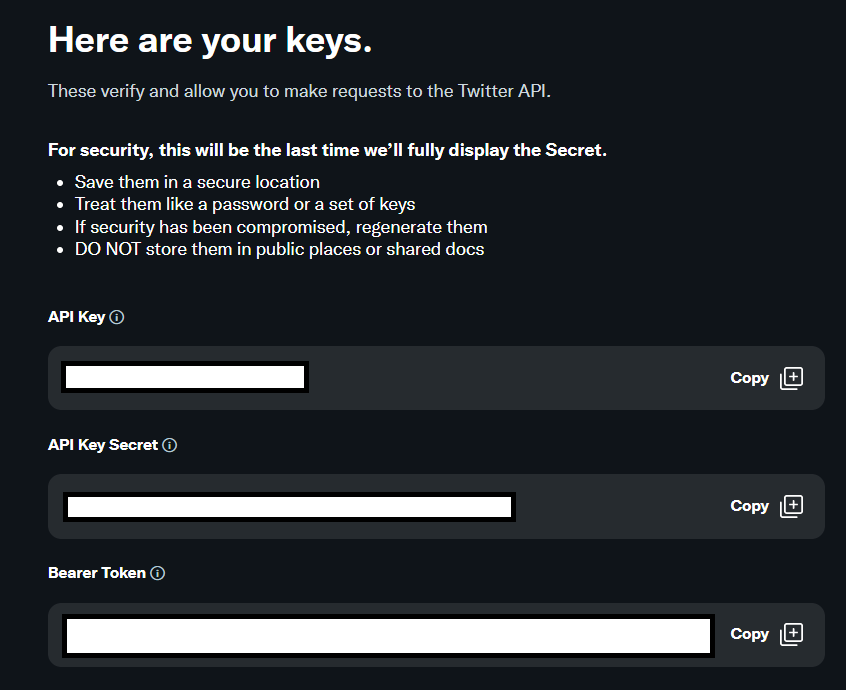 Here are your keys.
These verify and allow you to make requests to the Twitter API.
For security, this will be the last time we’ll fully display the Secret.
• Save them in a secure location
• Treat them like a password or a set of keys
• If security has been compromised, regenerate them
• DO NOT store them in public places or shared docs
API Key
Copy
API Key Secret
Copy
Bearer Token
Copy